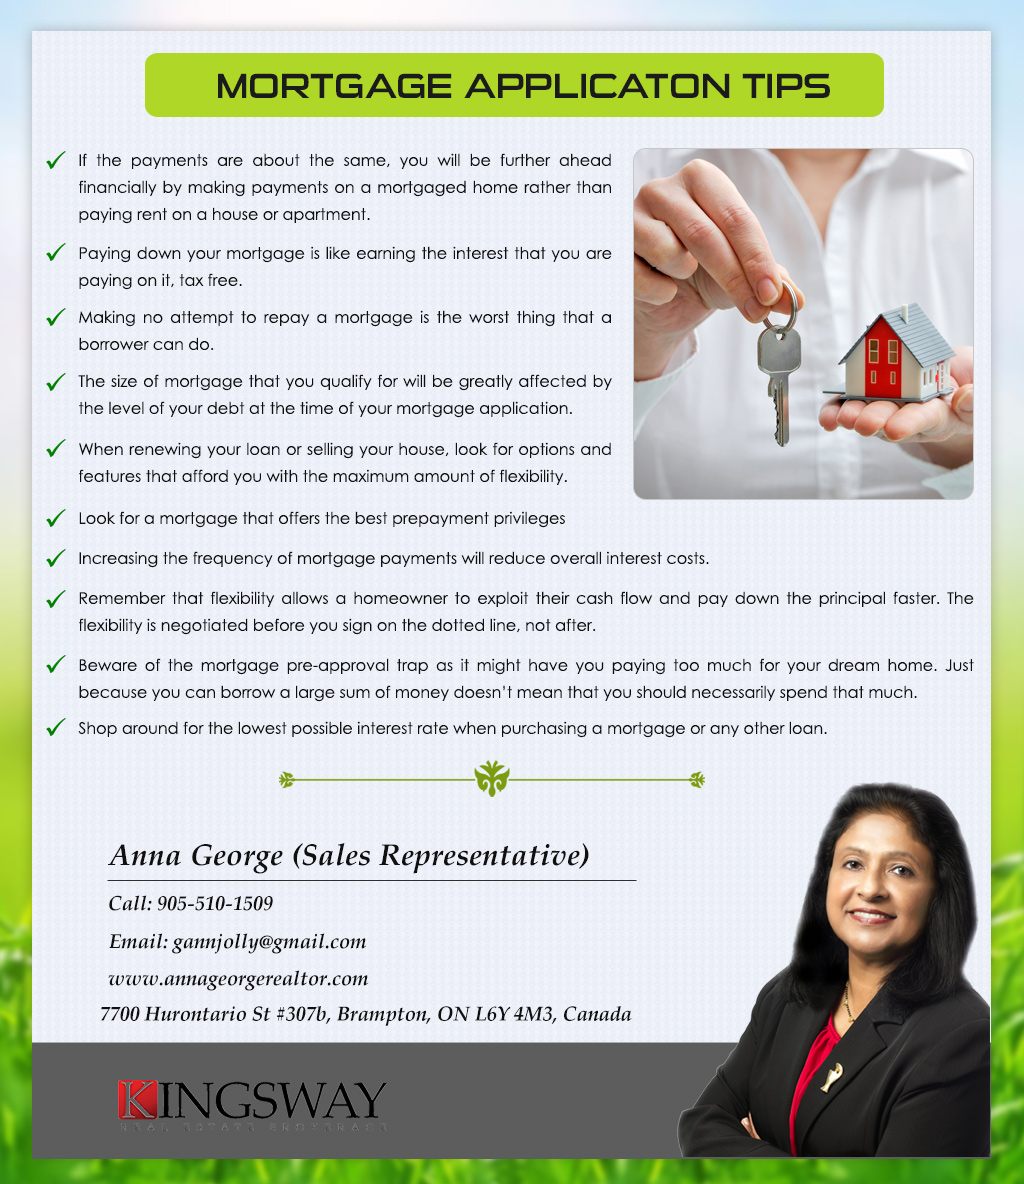 MORTGAGE APPLICATON TIPS
If the payments are about the same, you will be further ahead
financially by making payments on a mortgaged home rather than
paying rent on a house or apartment.
Paying down your mortgage is like earning the interest that you are
paying on it, tax free.
Making no attempt to repay a mortgage is the worst thing that a
borrower can do.
The size of mortgage that you qualify for will be greatly affected by
the level of your debt at the time of your mortgage application.
When renewing your loan or selling your house, look for options and
features that afford you with the maximum amount of flexibility.
Look for a mortgage that offers the best prepayment privileges
Increasing the frequency of mortgage payments will reduce overall interest costs.
Remember that flexibility allows a homeowner to exploit their cash flow and pay down the principal faster. The
flexibility is negotiated before you sign on the dotted line, not after.
Beware of the mortgage pre-approval trap as it might have you paying too much for your dream home. Just
because you can borrow a large sum of money doesn't mean that you should necessarily spend that much.
Shop around for the lowest possible interest rate when purchasing a mortgage or any other loan.
Anna George (Sales Representative)
Call: 905-510-1509
Email: gannjolly@gmail.com
www.annageorgerealtor.com
7700 Hurontario St #307b, Brampton, ON L6Y 4M3, Canada
KINGSWAY
REAL ESTATE BROKERAGE